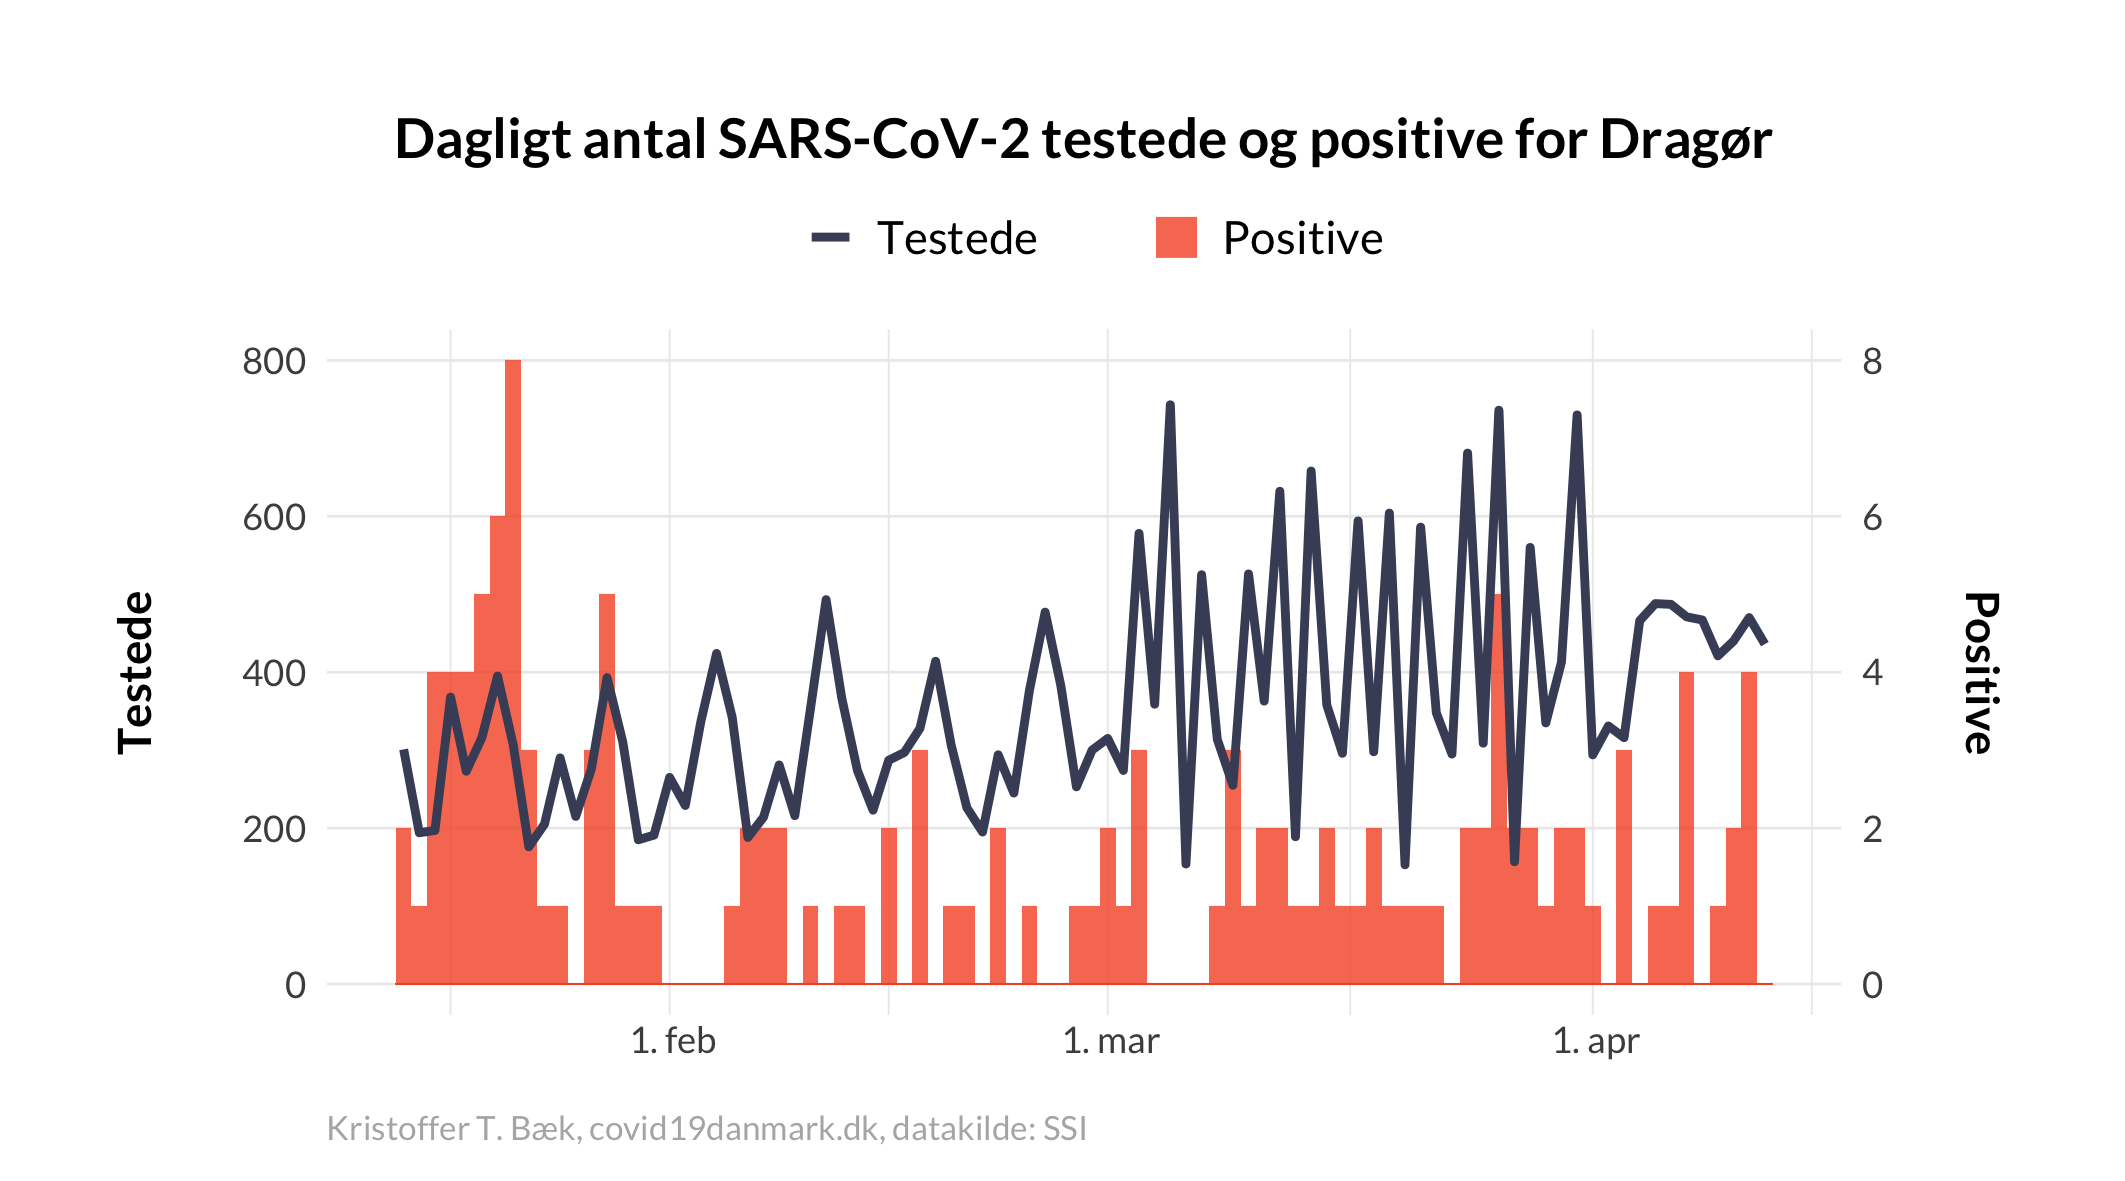 Dagligt antal SARS-CoV-2 testede og positive for Dragør
Testede
Positive
800
600
400
200
0
8
6
4
2
0
Testede
Positive
1. feb
1. mar
1. apr
Kristoffer T. Bæk, covid19danmark.dk, datakilde: SSI